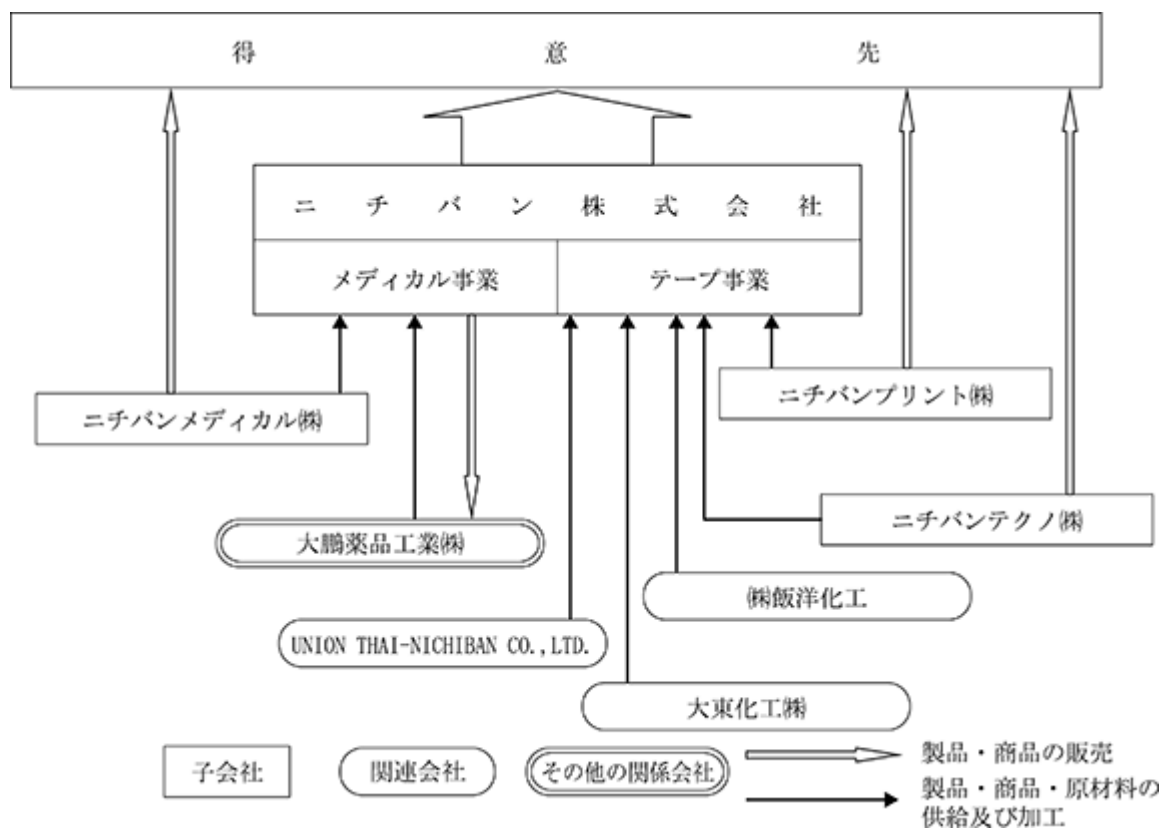 得意先
ニチバン株式会社
メディカル事業
テープ事業
ニチバンメディカル㈱
ニチバンプリント㈱
大鵬薬品工業㈱
ニチバンテクノ㈱
㈱飯洋化工
UNION THAI-NICHIBAN CO.,LTD.
大東化工㈱
子会社
関連会社
その他の関係会社
製品・商品の販売
製品・商品・原材料の
供給及び加工